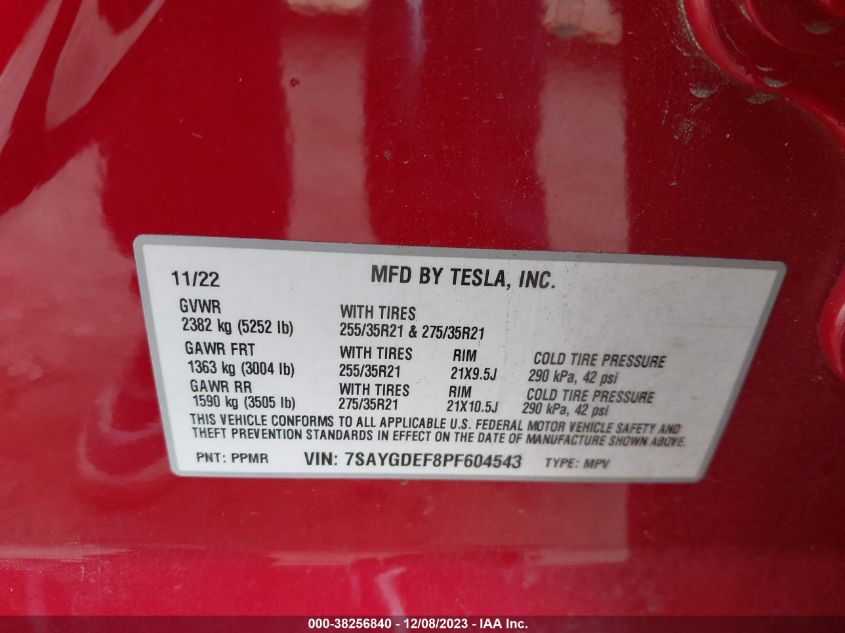 11/22 MFD BY TESLA, INC.
GVWR
2382 kg (5252 lb)
WITH TIRES
255/35R21 & 275/35R21
GAWR FRT
1363 kg (3004 lb)
WITH TIRES
255/35R21
RIM
21X9.5J
COLD TIRE PRESSURE
290 kPa, 42 psi
GAWR RR
1590 kg (3505 lb)
WITH TIRES
275/35R21
RIM
21X10.5J
COLD TIRE PRESSURE
290 kPa, 42 psi
THIS VEHICLE CONFORMS TO ALL APPLICABLE U.S. FEDERAL MOTOR VEHICLE SAFETY AND
THEFT PREVENTION STANDARDS IN EFFECT ON THE DATE OF MANUFACTURE SHOWN ABOVE.
PNT: PPMR VIN: 7SAYGDEF8PF604543 TYPE: MPV
000-38256840 - 12/08/2023 - IAA Inc.